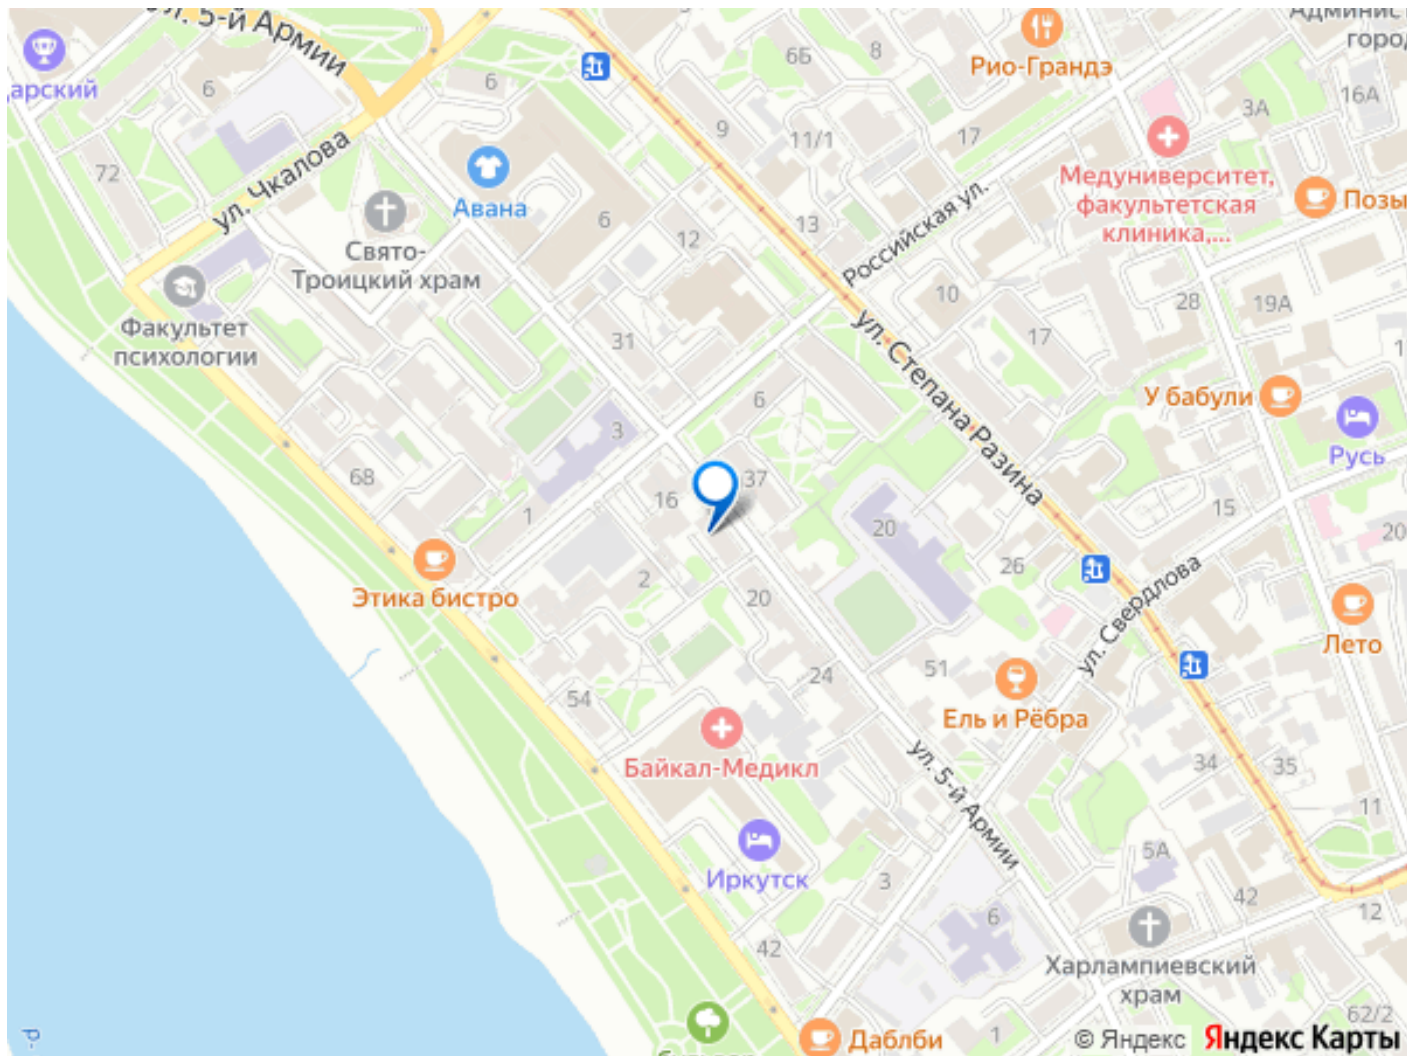 ул. 5-й Армии
6
72
ул. Чкалова
6
Авана
Свято-
Троицкий храм
Факультет
психологии
6
12
31
9
6Б
8
11/1
13
Рио-Грандэ
17
Российская ул.
3А
16А
Медуниверситет,
факультетская
клиника,...
Позы
10
17
28
19А
ул. Степана Разина
У бабули
Русь
6
3
68
1
16
37
2
20
20
15
20
26
Этика бистро
ул. Свердлова
Лето
51
24
54
Ель и Рёбра
Байкал-Медикл
ул. 5-й Армии
34
35
11
Иркутск
3
5А
42
6
12
42
Харлампиевский
храм
62/2
1
Даблби
© Яндекс Яндекс Карты